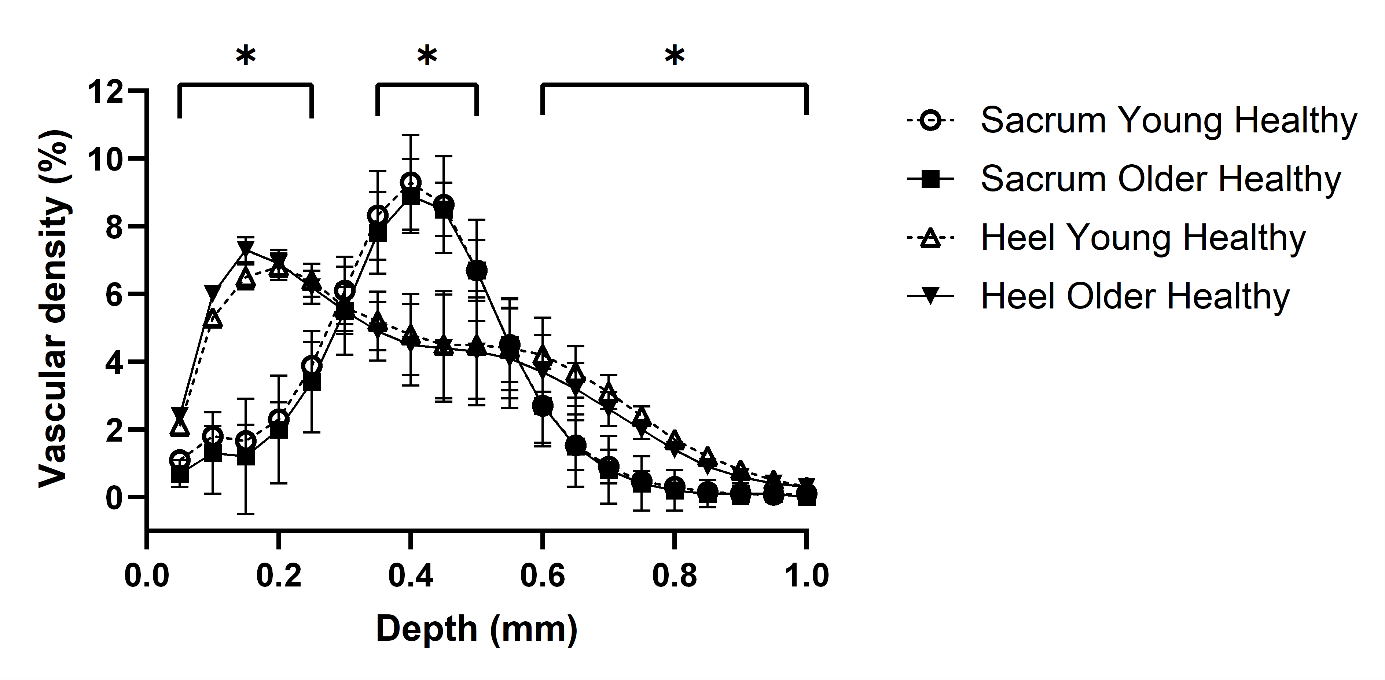 * * *
12
10
8
6
4
2
0
Vascular density (%)
0.0 0.2 0.4 0.6 0.8 1.0
Depth (mm)
Sacrum Young Healthy
Sacrum Older Healthy
Heel Young Healthy
Heel Older Healthy